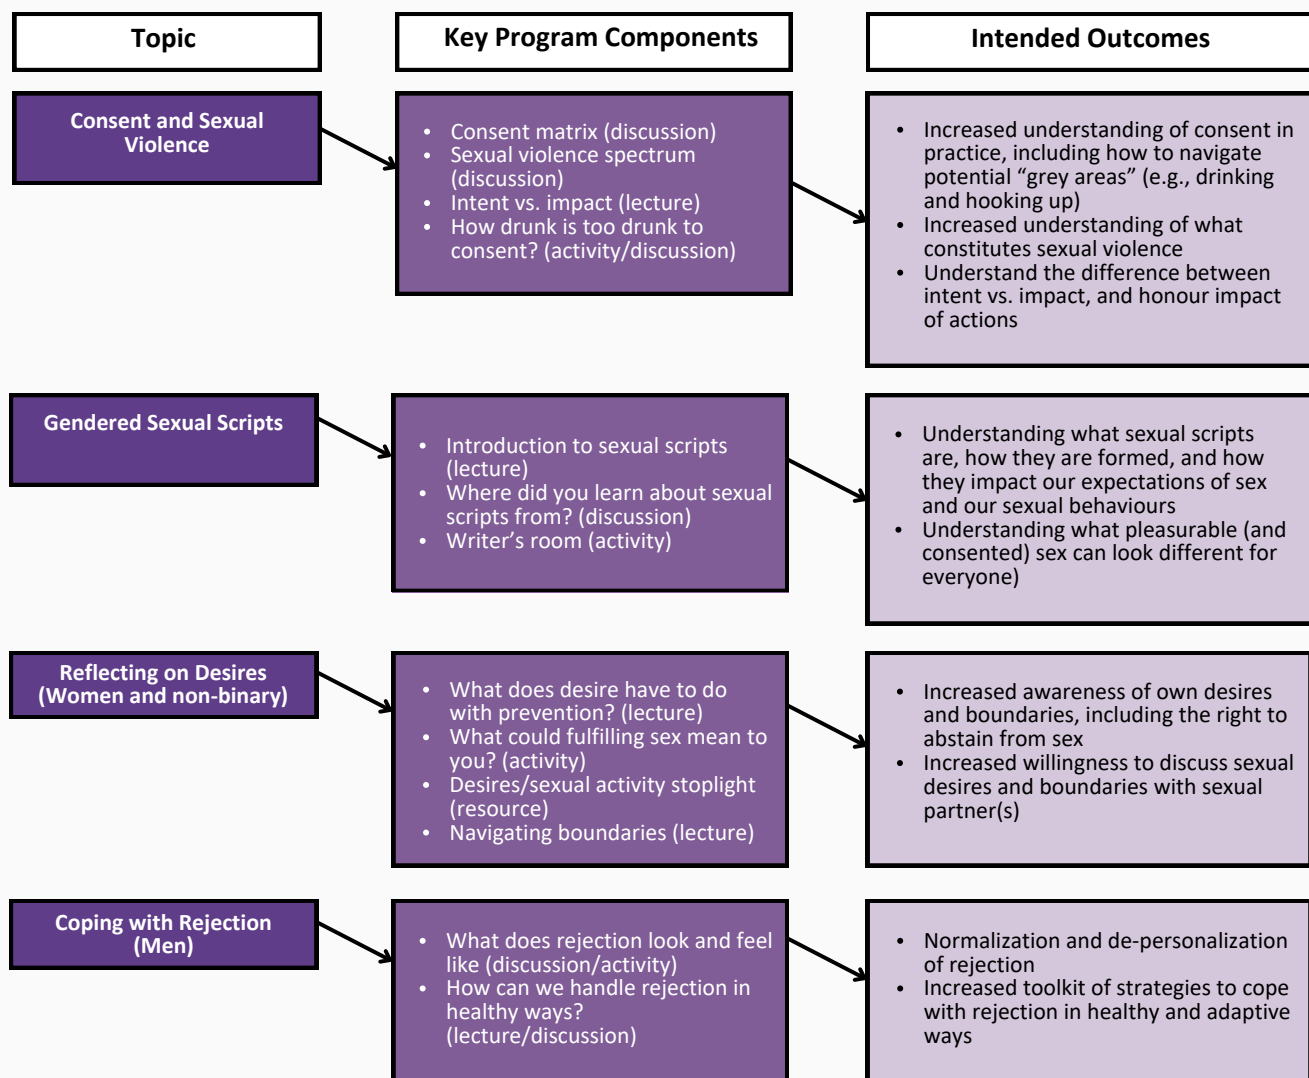 Topic
Key Program Components
Intended Outcomes
Consent and Sexual
Violence
• Consent matrix (discussion)
• Sexual violence spectrum
(discussion)
• Intent vs. impact (lecture)
• How drunk is too drunk to
consent? (activity/discussion)
• Increased understanding of consent in
practice, including how to navigate
potential “grey areas” (e.g., drinking
and hooking up)
• Increased understanding of what
constitutes sexual violence
• Understand the difference between
intent vs. impact, and honour impact
of actions
Gendered Sexual Scripts
• Introduction to sexual scripts
(lecture)
• Where did you learn about sexual
scripts from? (discussion)
• Writer’s room (activity)
• Understanding what sexual scripts
are, how they are formed, and how
they impact our expectations of sex
and our sexual behaviours
• Understanding what pleasurable (and
consented) sex can look different for
everyone)
Reflecting on Desires
(Women and non-binary)
• What does desire have to do
with prevention? (lecture)
• What could fulfilling sex mean to
you? (activity)
• Desires/sexual activity stoplight
(resource)
• Navigating boundaries (lecture)
• Increased awareness of own desires
and boundaries, including the right to
abstain from sex
• Increased willingness to discuss sexual
desires and boundaries with sexual
partner(s)
Coping with Rejection
(Men)
• What does rejection look and feel
like (discussion/activity)
• How can we handle rejection in
healthy ways?
(lecture/discussion)
• Normalization and de-personalization
of rejection
• Increased toolkit of strategies to cope
with rejection in healthy and adaptive
ways